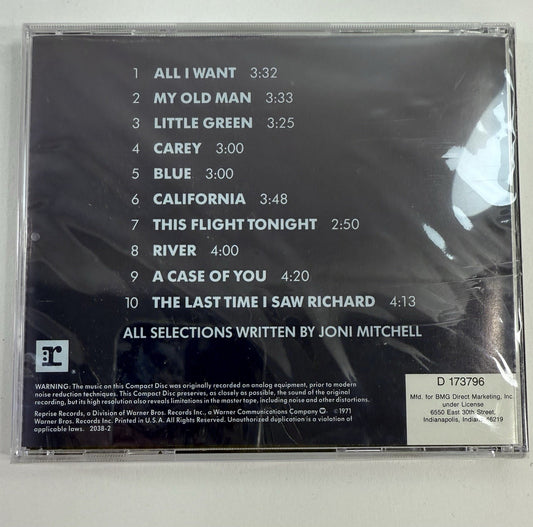 1 ALL I WANT 3:32
2 MY OLD MAN 3:33
3 LITTLE GREEN 3:25
4 CAREY 3:00
5 BLUE 3:00
6 CALIFORNIA 3:48
7 THIS FLIGHT TONIGHT 2:50
8 RIVER 4:00
9 A CASE OF YOU 4:20
10 THE LAST TIME I SAW RICHARD 4:13
ALL SELECTIONS WRITTEN BY JONI MITCHELL
r
WARNING: The music on this Compact Disc was originally recorded on analog equipment, prior to modern
noise reduction techniques. This Compact Disc preserves, as closely as possible, the sound of the original
recording, but its high resolution also reveals limitations in the master tape, including noise and other distortions.
Reprise Records, a Division of Warner Bros. Records Inc., a Warner Communications Company ©1971
Warner Bros. Records Inc. Printed in U.S.A. All Rights Reserved. Unauthorized duplication is a violation of
applicable laws. 2038-2
D 173796
Mfd. for BMG Direct Marketing, Inc.
under License
6550 East 30th Street,
Indianapolis, Indiana 46219